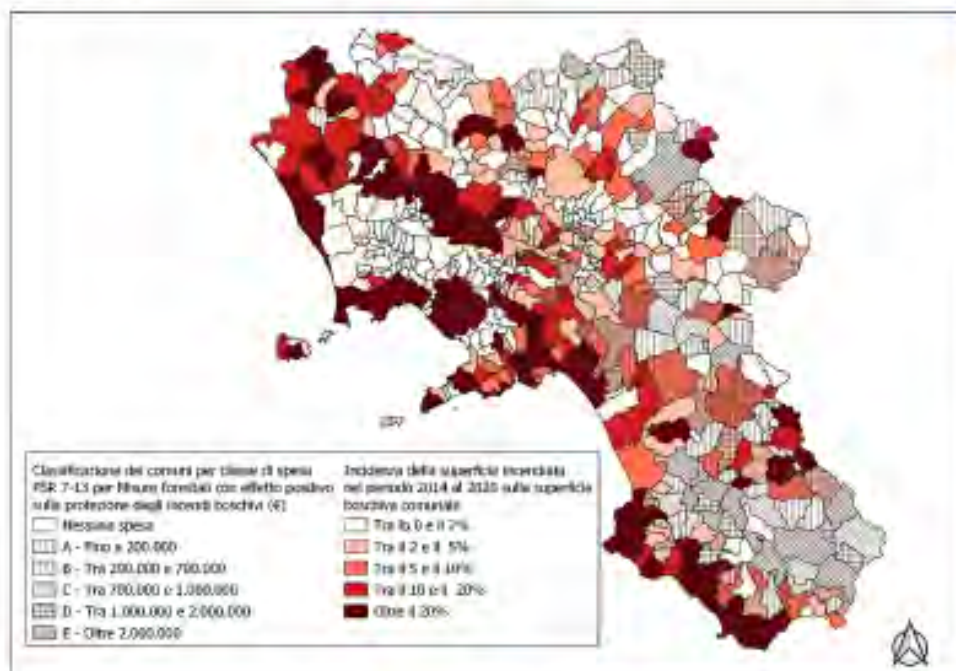 Classificazione dei comuni per classe di spesa
PSR 7-13 per Misure forestali con effetto positivo
sulla protezione dagli incendi boschivi (€)
Nessuna spesa
A - Fino a 200.000
B - Tra 200.000 e 700.000
C - Tra 700.000 e 1.000.000
D - Tra 1.000.000 e 2.000.000
E - Oltre 2.000.000
Incidenza della superficie incendiata
nel periodo 2014 al 2020 sulla superficie
boschiva comunale
Tra lo 0 e il 2%
Tra il 2 e il 5%
Tra il 5 e il 10%
Tra il 10 e il 20%
Oltre il 20%